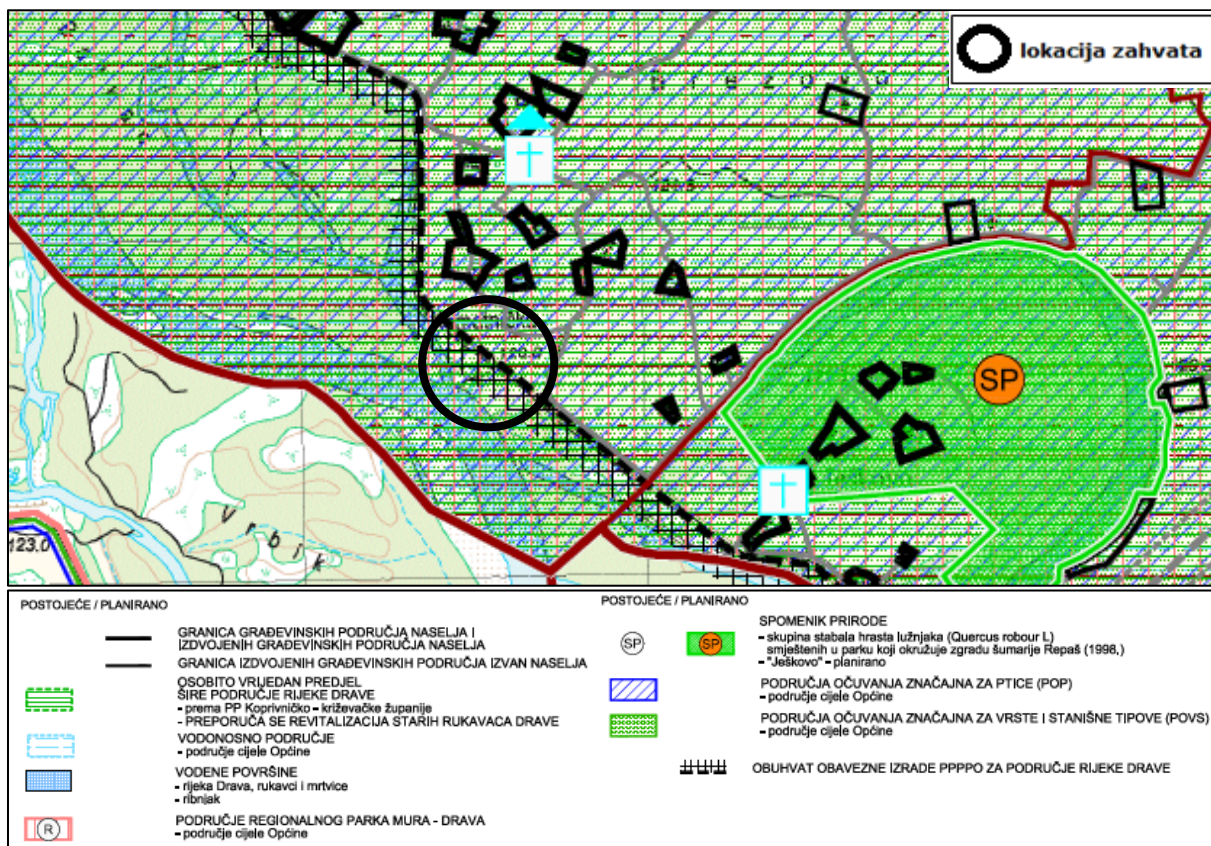 lokacija zahvata
Brezovo
SP
Vrbik
123.0
POSTOJEĆE / PLANIRANO
GRANICA GRAĐEVINSKIH PODRUČJA NASELJA I
IZDVOJENIH GRAĐEVINSKIH PODRUČJA NASELJA
GRANICA IZDVOJENIH GRAĐEVINSKIH PODRUČJA IZVAN NASELJA
OSOBITO VRIJEDAN PREDJEL
ŠIRE PODRUČJE RIJEKE DRAVE
- prema PP Koprivničko - križevačke županije
- PREPORUČA SE REVITALIZACIJA STARIH RUKAVACA DRAVE
VODONOSNO PODRUČJE
- područje cijele Općine
VODENE POVRŠINE
- rijeka Drava, rukavci i mrtvice
- ribnjak
R
PODRUČJE REGIONALNOG PARKA MURA - DRAVA
- područje cijele Općine
POSTOJEĆE / PLANIRANO
SP
SP
SPOMENIK PRIRODE
- skupina stabala hrasta lužnjaka (Quercus robour L)
smještenih u parku koji okružuje zgradu šumarije Repaš (1998,)
- "Ješkovo" - planirano
PODRUČJA OČUVANJA ZNAČAJNA ZA PTICE (POP)
- područje cijele Općine
PODRUČJA OČUVANJA ZNAČAJNA ZA VRSTE I STANIŠNE TIPOVE (POVS)
- područje cijele Općine
OBUHVAT OBAVEZNE IZRADE PPPPO ZA PODRUČJE RIJEKE DRAVE